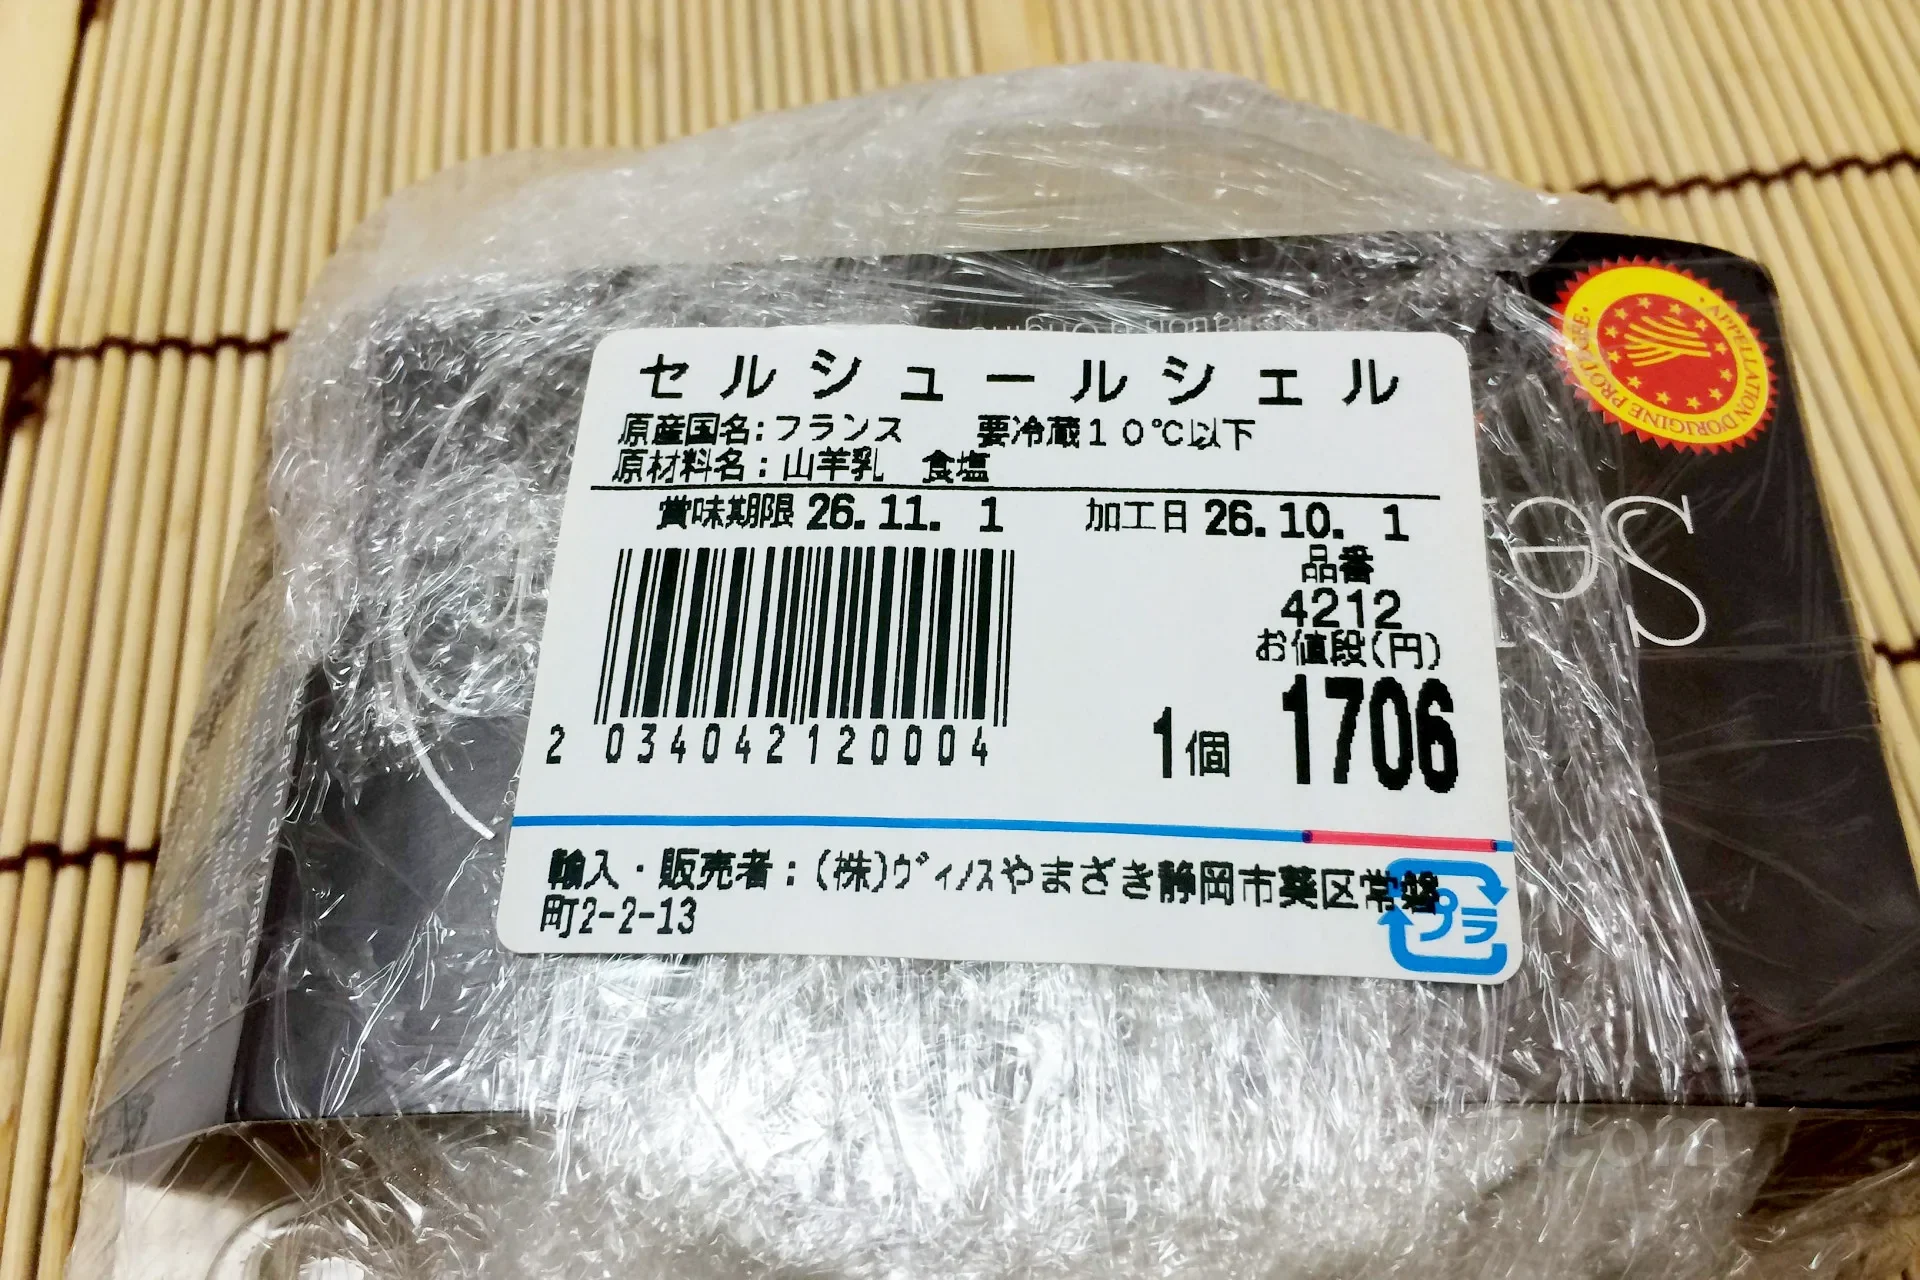 セルシュールシェル
原産国名:フランス 要冷蔵10℃以下
原材料名:山羊乳 食塩
賞味期限 26.11. 1 加工日 26.10. 1
品番
4212
お値段(円)
1個 1706
2 034042120004
輸入・販売者:(株)ヴィノスやまざき静岡市葵区常磐
町2-2-13
プラ
APPELLATION D'ORIGINE PROTÉGÉE
Se